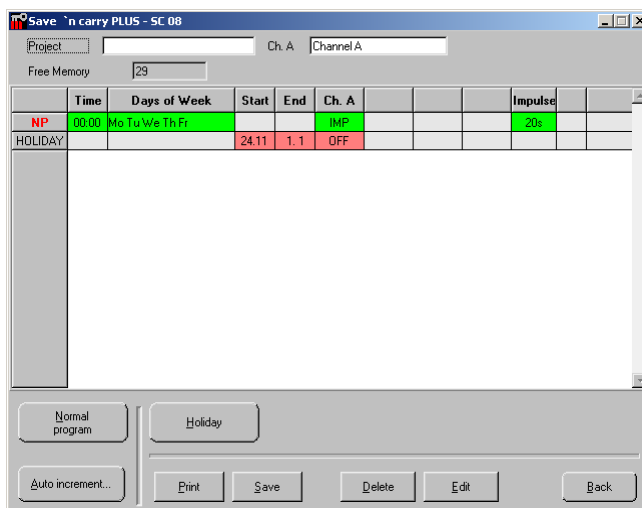 Save `n carry PLUS - SC 08
Project Ch. A Channel A
Free Memory 29
Time Days of Week Start End Ch. A Impulse
NP 00:00 Mo Tu We Th Fr IMP 20s
HOLIDAY 24.11 1. 1 OFF
Normal
program
Holiday
Auto increment...
Print Save Delete Edit Back